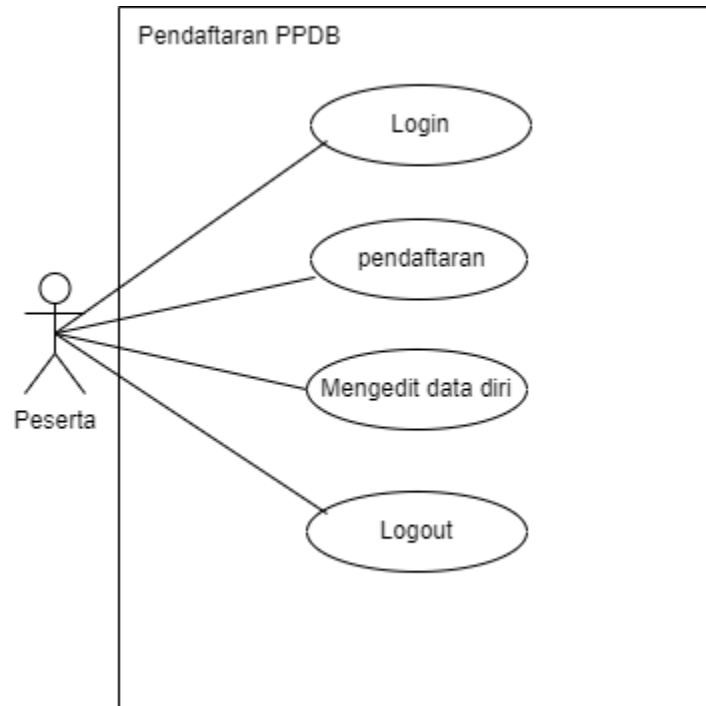 Pendaftaran PPDB
Login
pendaftaran
Mengedit data diri
Peserta
Logout